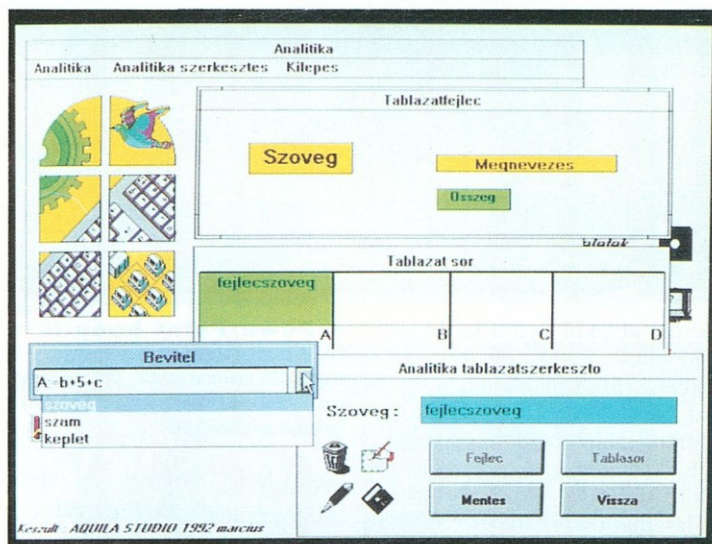 Analitika
Analitika Analitika szerkesztes Kilepes
Tablazatfejlec
Szoveg
Megnevezes
Osszeg
Tablazat sor
fejlecszoveg
A B C D
Bevitel
A:=b+5+c
szoveg
szam
keplet
Analitika tablazatszerkeszto
Szoveg: fejlecszoveg
Fejlec Tablasor
Mentes Vissza
Keszult : AQUILA STUDIO 1992 marcius